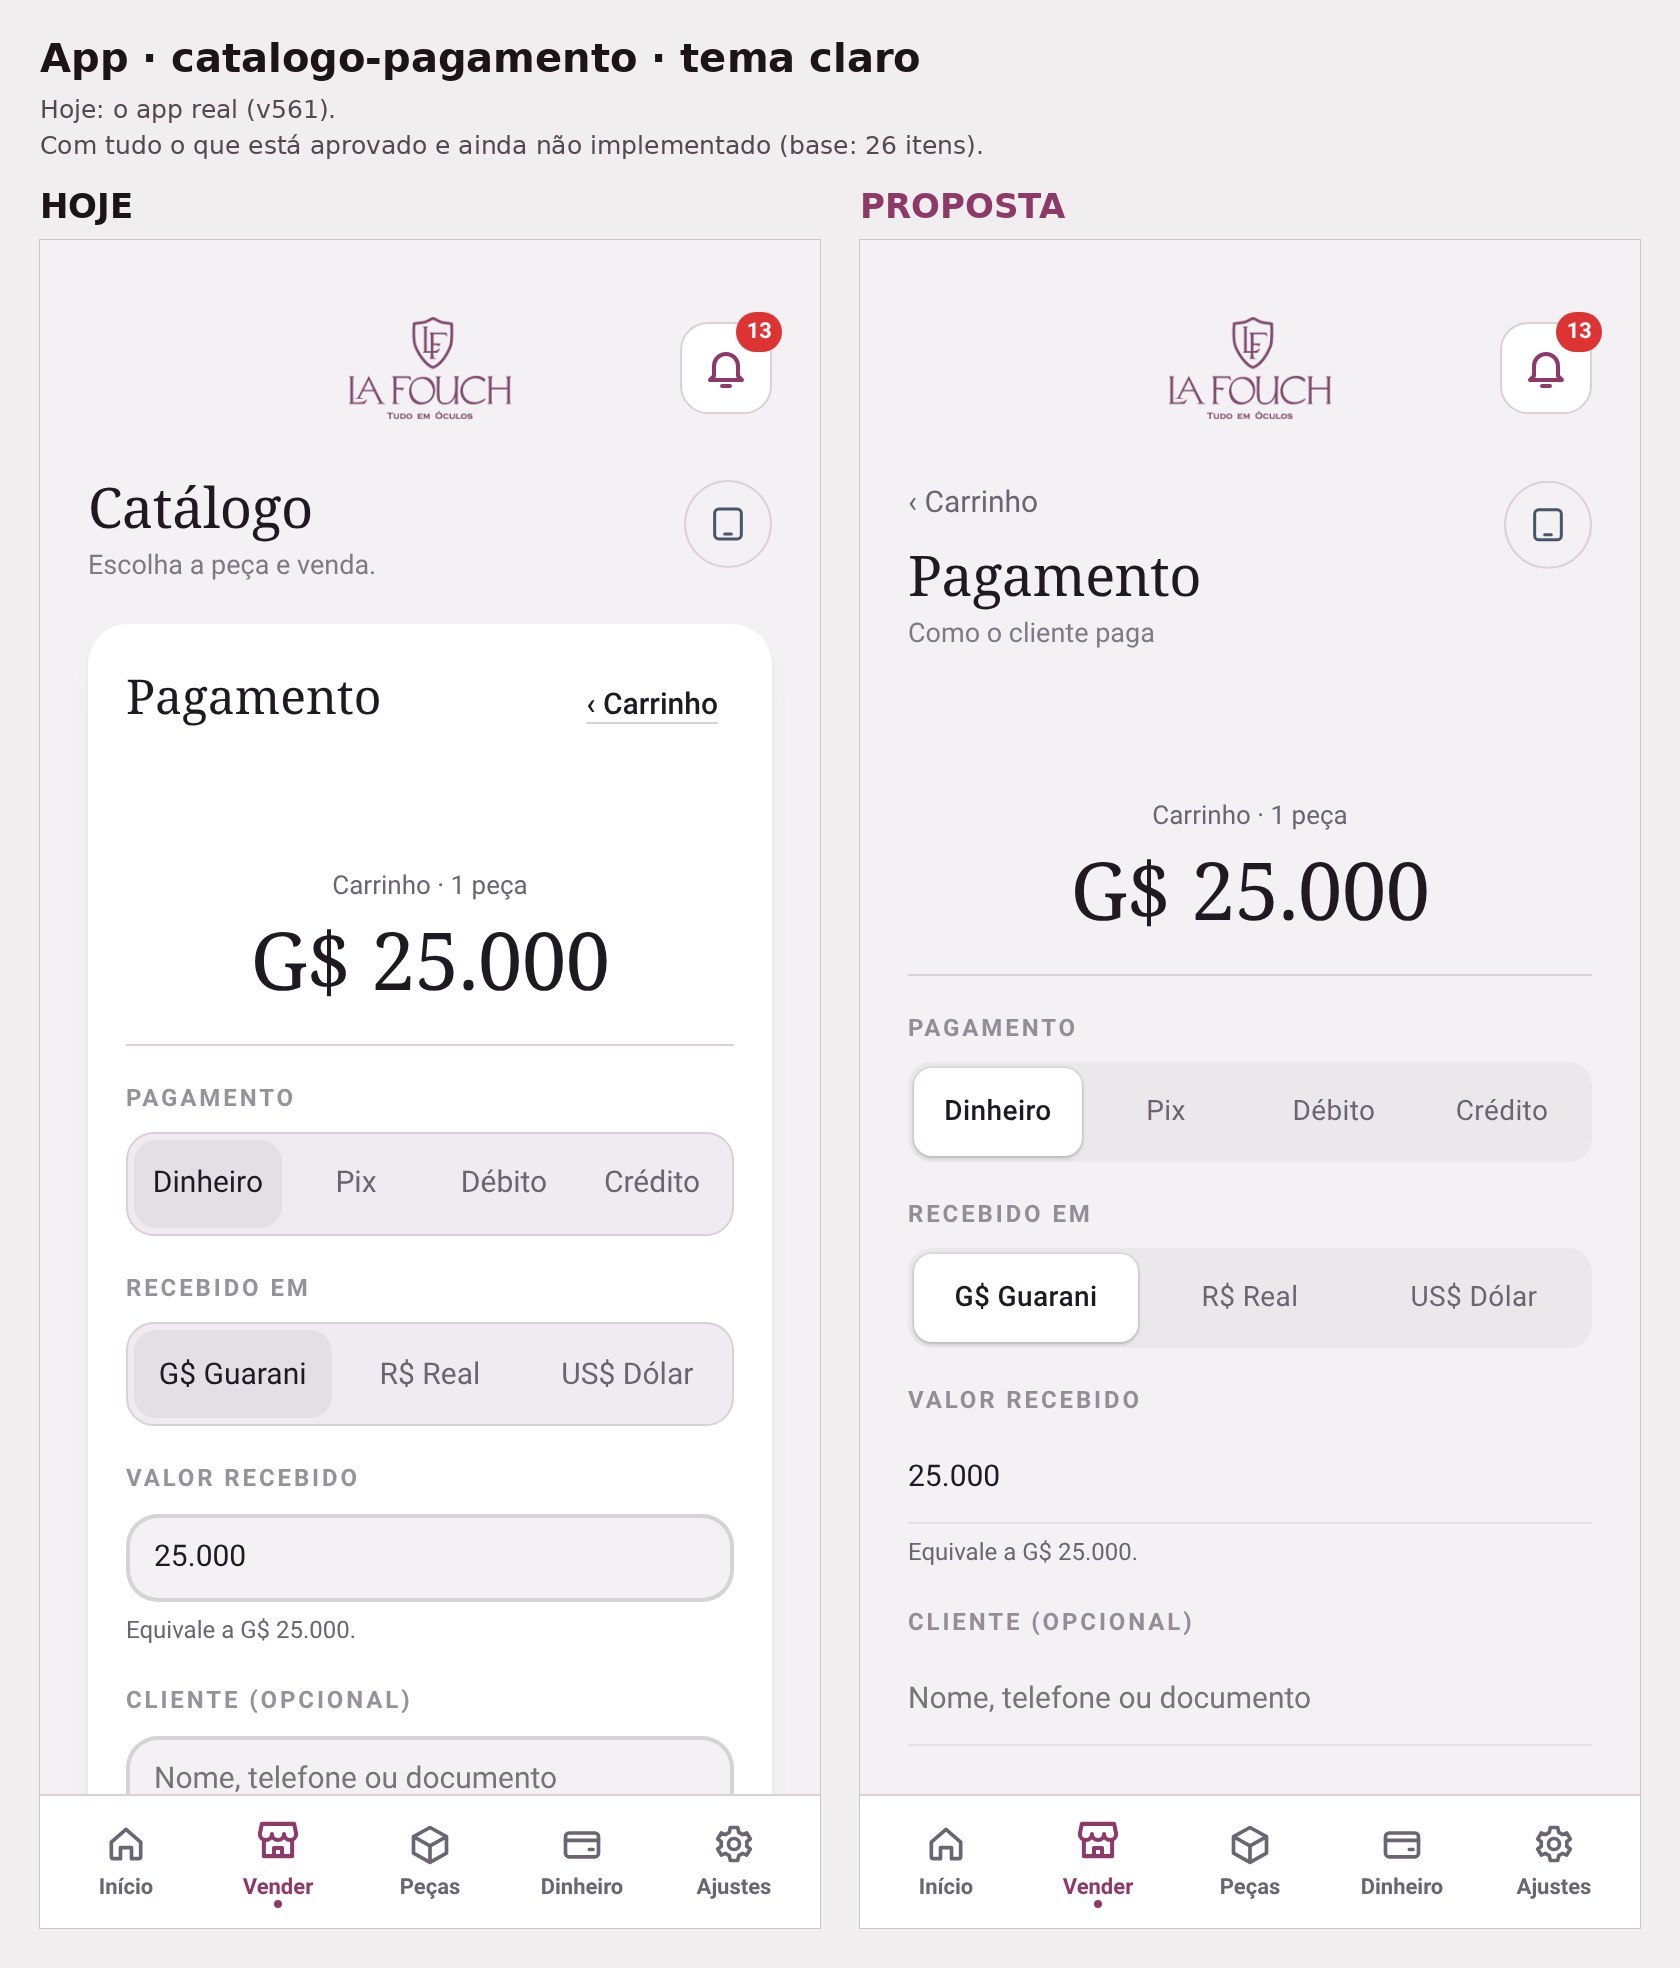 App · catalogo-pagamento · tema claro
Hoje: o app real (v561).
Com tudo o que está aprovado e ainda não implementado (base: 26 itens).
HOJE
LF
LA FOUCH
TUDO EM ÓCULOS
13
Catálogo
Escolha a peça e venda.
Pagamento
‹ Carrinho
Carrinho · 1 peça
G$ 25.000
PAGAMENTO
Dinheiro Pix Débito Crédito
RECEBIDO EM
G$ Guarani R$ Real US$ Dólar
VALOR RECEBIDO
25.000
Equivale a G$ 25.000.
CLIENTE (OPCIONAL)
Nome, telefone ou documento
Início Vender Peças Dinheiro Ajustes
PROPOSTA
LF
LA FOUCH
TUDO EM ÓCULOS
13
‹ Carrinho
Pagamento
Como o cliente paga
Carrinho · 1 peça
G$ 25.000
PAGAMENTO
Dinheiro Pix Débito Crédito
RECEBIDO EM
G$ Guarani R$ Real US$ Dólar
VALOR RECEBIDO
25.000
Equivale a G$ 25.000.
CLIENTE (OPCIONAL)
Nome, telefone ou documento
Início Vender Peças Dinheiro Ajustes